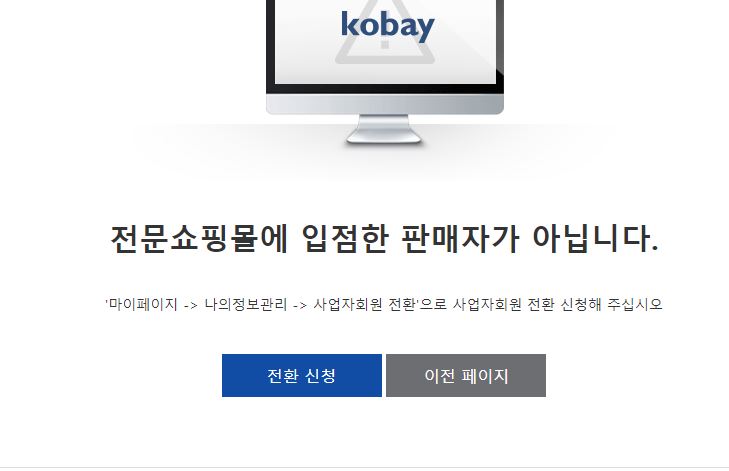 kobay
전문쇼핑몰에 입점한 판매자가 아닙니다.
'마이페이지 -> 나의정보관리 -> 사업자회원 전환'으로 사업자회원 전환 신청해 주십시오
전환 신청
이전 페이지